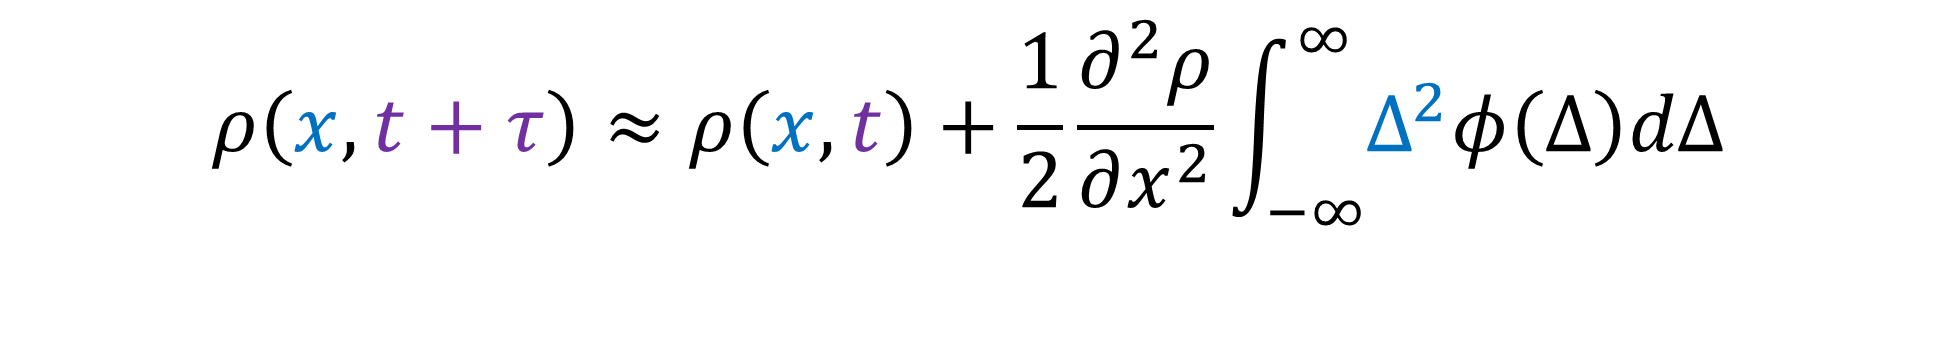 ρ(x, t + τ) ≈ ρ(x, t) + 1/2 ∂²ρ/∂x² ∫_{−∞}^{∞} Δ²ϕ(Δ)dΔ